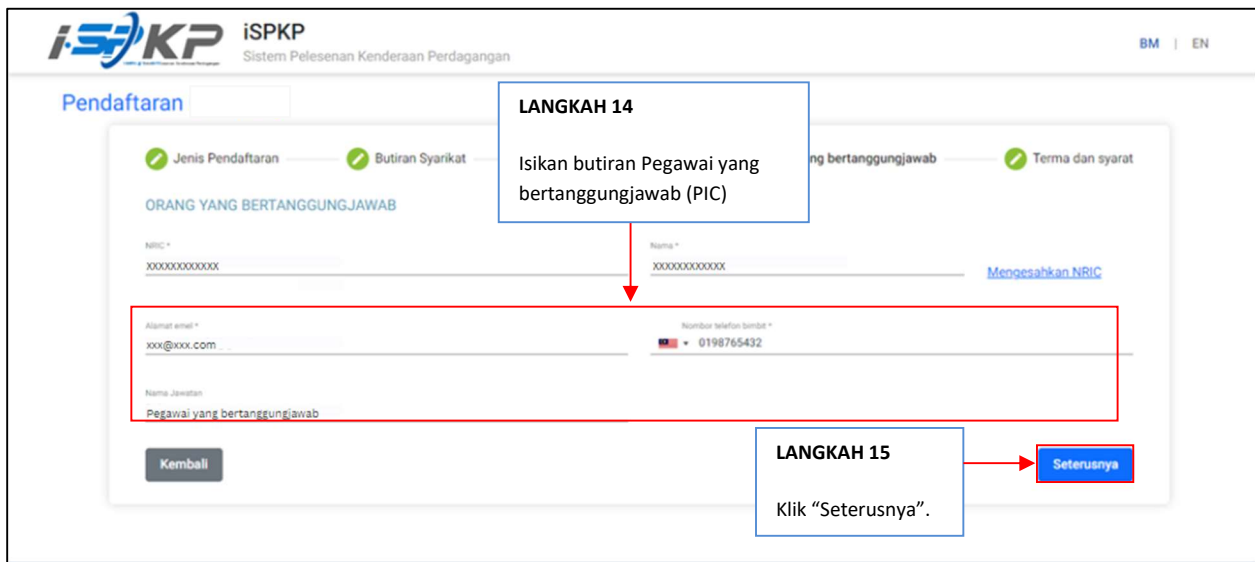 i·SPKP
iSPKP
Sistem Pelesenan Kenderaan Perdagangan
BM | EN
Pendaftaran
LANGKAH 14
Isikan butiran Pegawai yang
bertanggungjawab (PIC)
Jenis Pendaftaran
Butiran Syarikat
ng bertanggungjawab
Terma dan syarat
ORANG YANG BERTANGGUNGJAWAB
NRIC *
Nama *
XXXXXXXXXXXX
XXXXXXXXXXXX
Mengesahkan NRIC
Alamat emel *
Nombor telefon bimbit *
xxx@xxx.com
0198765432
Nama Jawatan
Pegawai yang bertanggungjawab
LANGKAH 15
Klik “Seterusnya”.
Kembali
Seterusnya